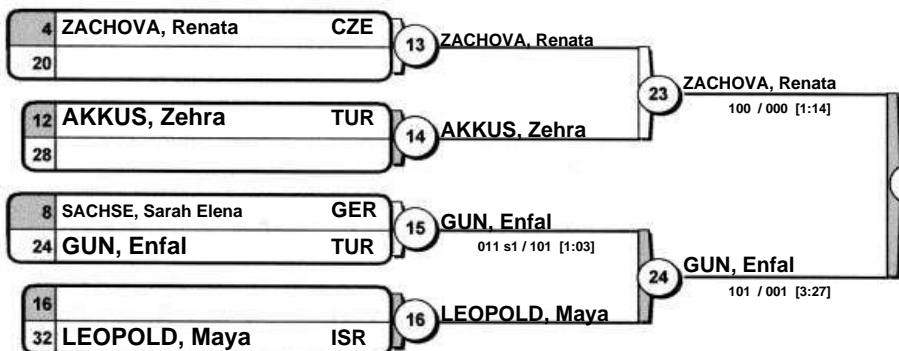 4 ZACHOVA, Renata CZE
20
13 ZACHOVA, Renata
12 AKKUS, Zehra TUR
28
14 AKKUS, Zehra
23 ZACHOVA, Renata
100 / 000 [1:14]
8 SACHSE, Sarah Elena GER
24 GUN, Enfal TUR
15 GUN, Enfal
011 s1 / 101 [1:03]
16
32 LEOPOLD, Maya ISR
16 LEOPOLD, Maya
24 GUN, Enfal
101 / 001 [3:27]